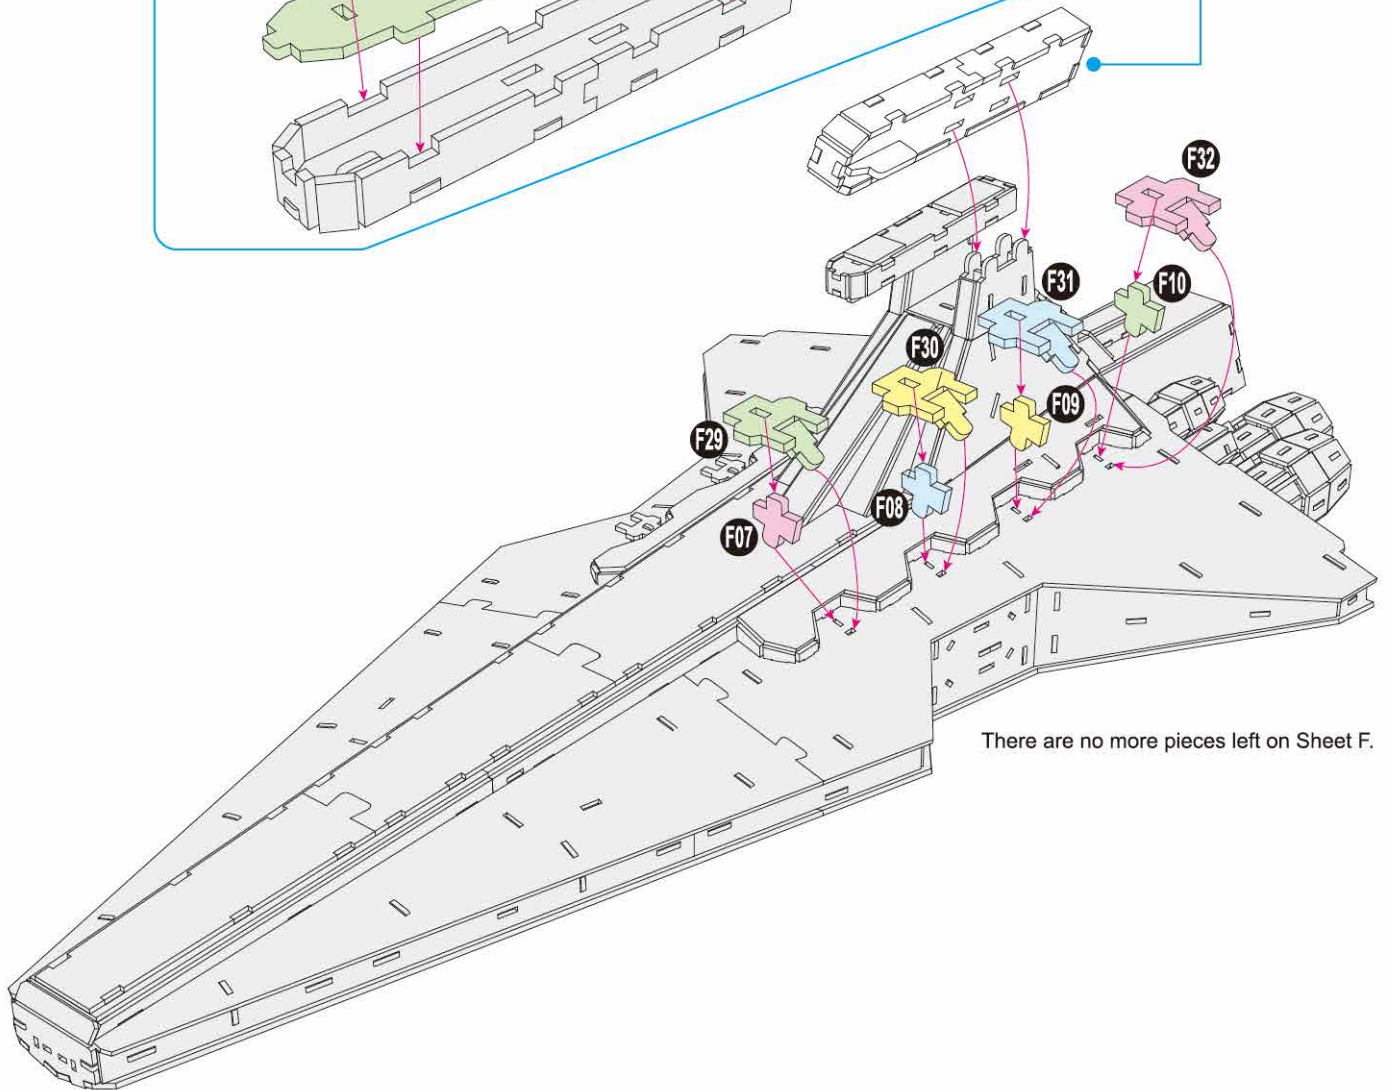 F32
F31
F10
F30
F09
F29
F08
F07
There are no more pieces left on Sheet F.